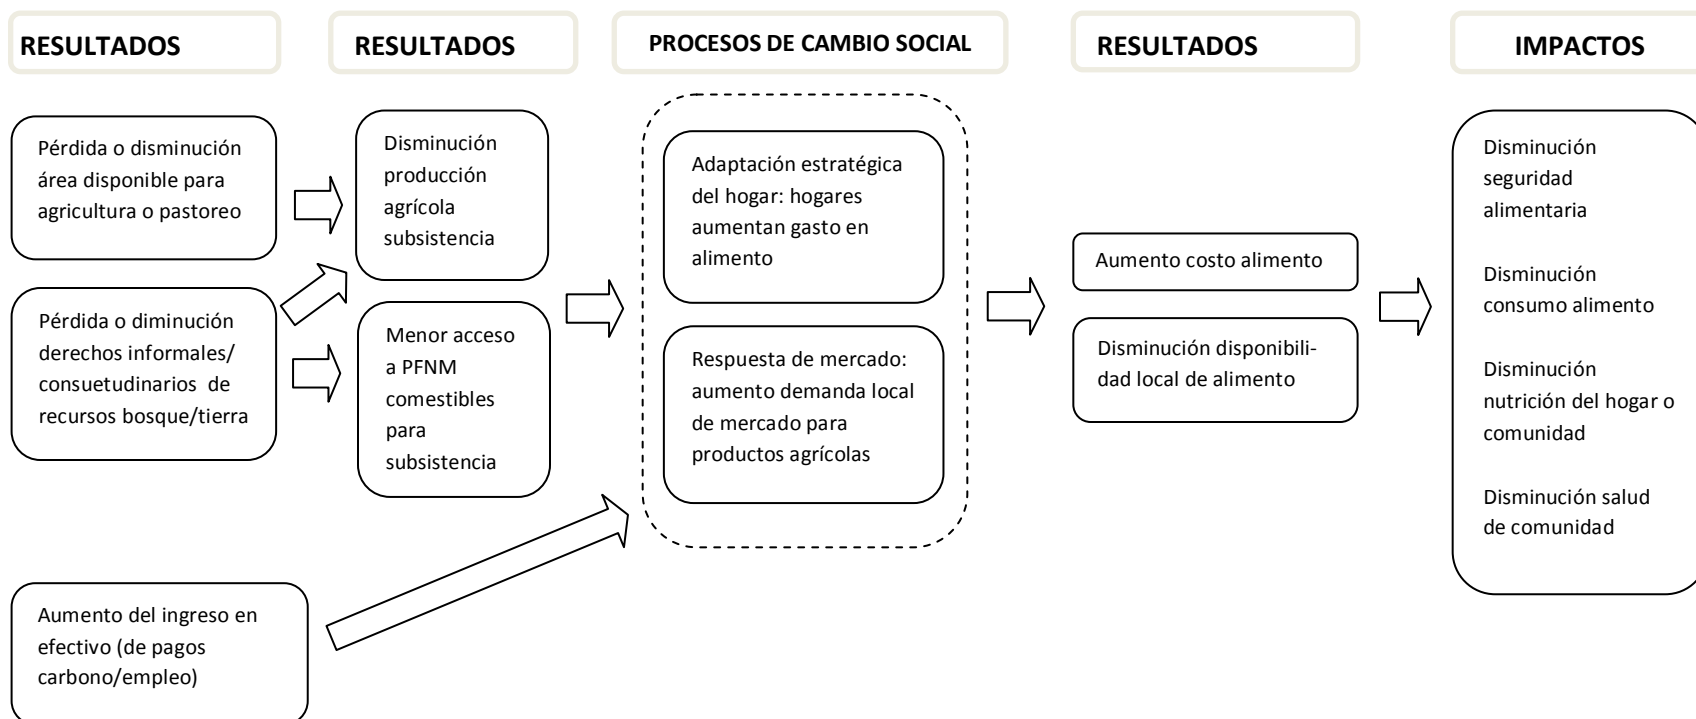 RESULTADOS
RESULTADOS
PROCESOS DE CAMBIO SOCIAL
RESULTADOS
IMPACTOS
Pérdida o disminución
área disponible para
agricultura o pastoreo
Pérdida o diminución
derechos informales/
consuetudinarios de
recursos bosque/tierra
Aumento del ingreso en
efectivo (de pagos
carbono/empleo)
Disminución
producción
agrícola
subsistencia
Menor acceso
a PFNM
comestibles
para
subsistencia
Adaptación estratégica
del hogar: hogares
aumentan gasto en
alimento
Respuesta de mercado:
aumento demanda local
de mercado para
productos agrícolas
Aumento costo alimento
Disminución disponibili-
dad local de alimento
Disminución
seguridad
alimentaria
Disminución
consumo alimento
Disminución
nutrición del hogar o
comunidad
Disminución salud
de comunidad